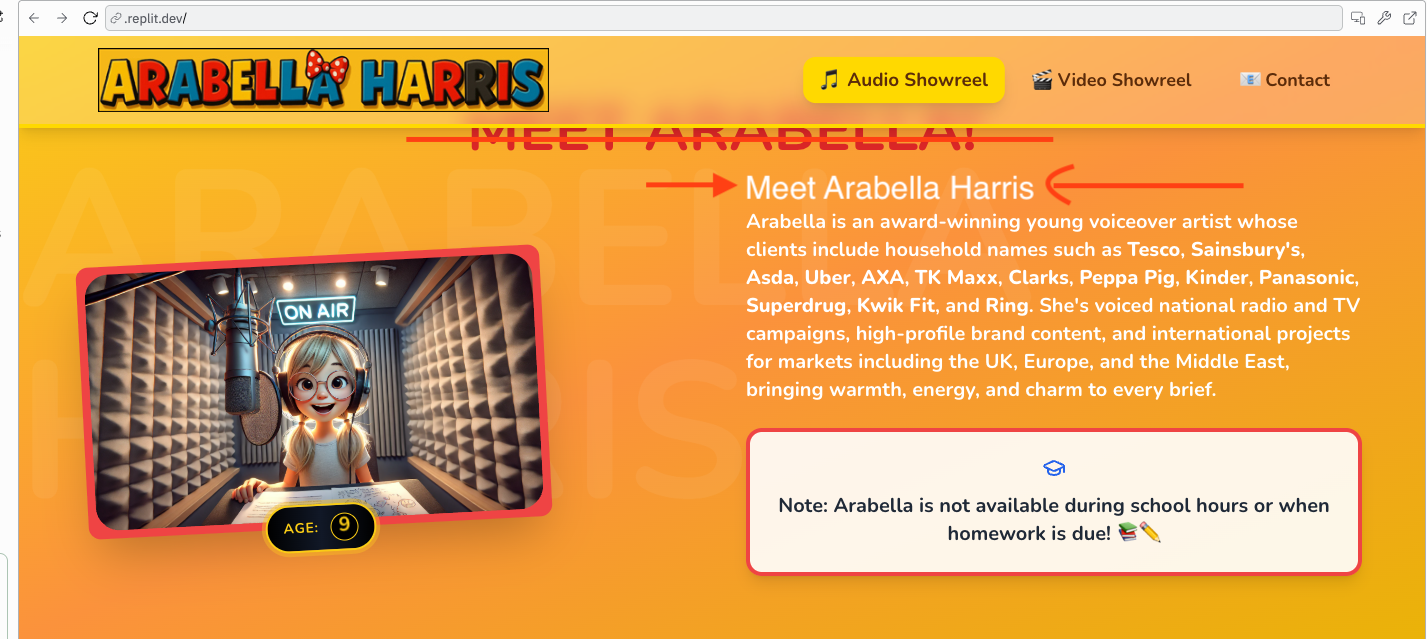 .replit.dev/
ARABELLA HARRIS
🎵 Audio Showreel
🎬 Video Showreel
📧 Contact
MEET ARABELLA!
ARABELLA
HARRIS
Meet Arabella Harris
Arabella is an award-winning young voiceover artist whose
clients include household names such as Tesco, Sainsbury's,
Asda, Uber, AXA, TK Maxx, Clarks, Peppa Pig, Kinder, Panasonic,
Superdrug, Kwik Fit, and Ring. She's voiced national radio and TV
campaigns, high-profile brand content, and international projects
for markets including the UK, Europe, and the Middle East,
bringing warmth, energy, and charm to every brief.
ON AIR
AGE: 9
Note: Arabella is not available during school hours or when
homework is due! 📚✏️